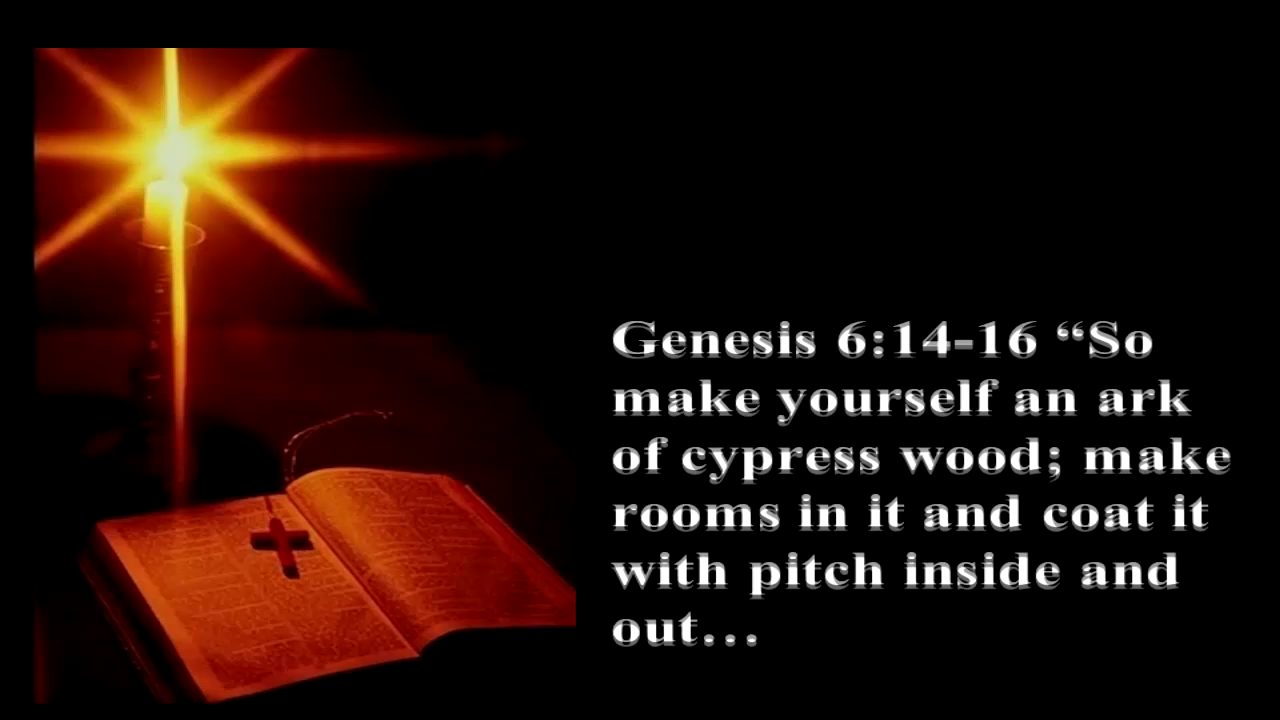 Genesis 6:14-16 “So
make yourself an ark
of cypress wood; make
rooms in it and coat it
with pitch inside and
out…